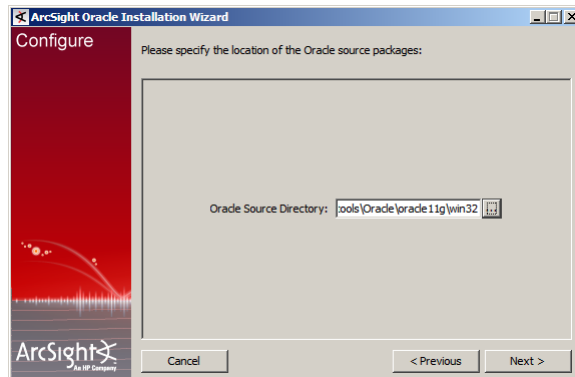 ArcSight Oracle Installation Wizard
Configure
Please specify the location of the Oracle source packages:
Oracle Source Directory: :ools\Oracle\oracle11g\win32 ...
ArcSight
An HP Company
Cancel < Previous Next >